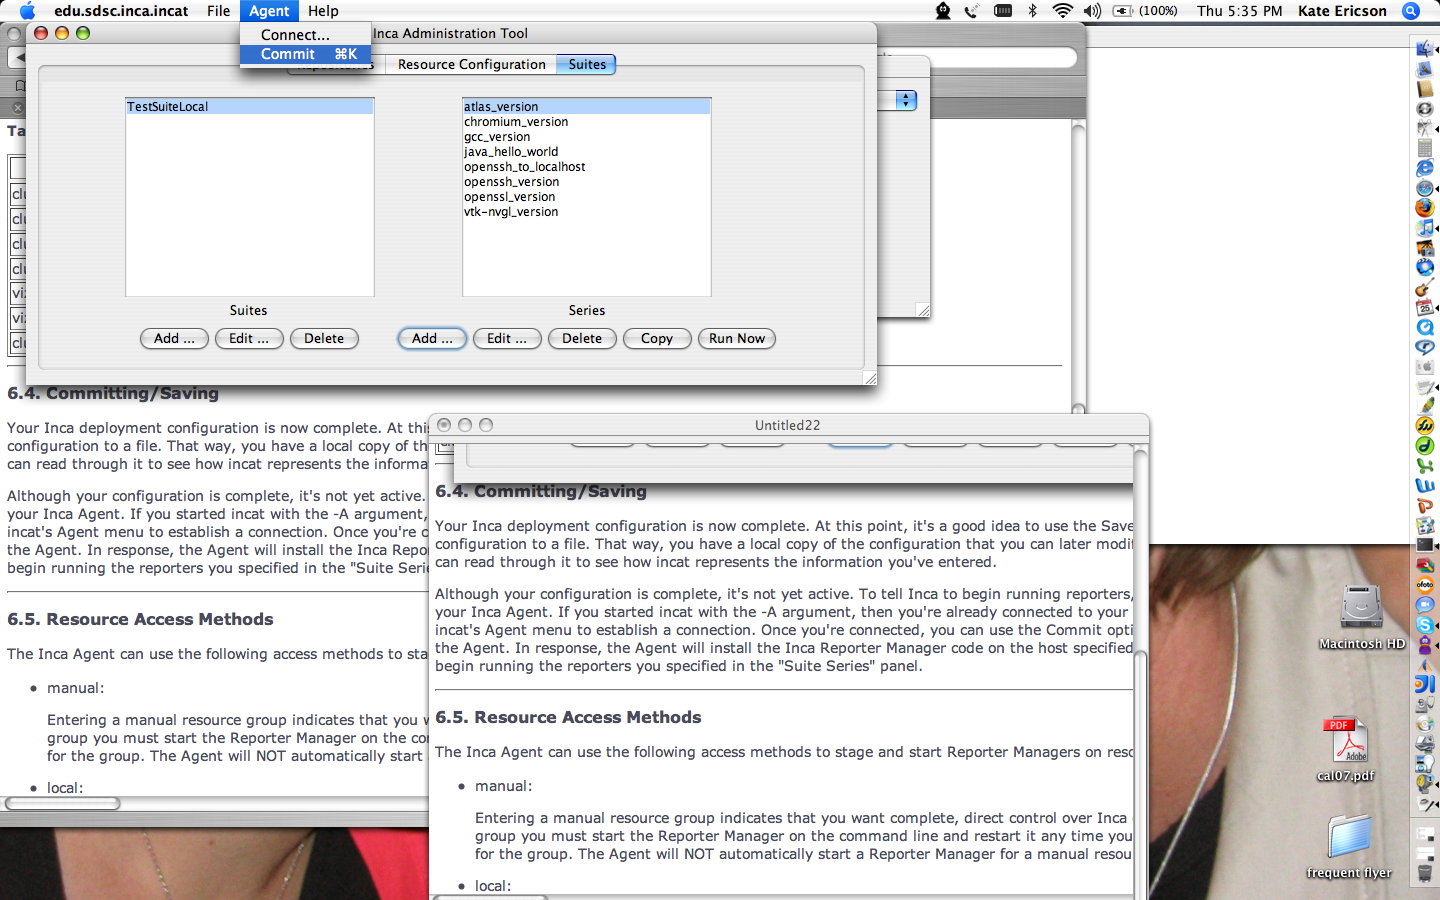 edu.sdsc.inca.incat File Agent Help (100%) Thu 5:35 PM Kate Ericson
Connect...
Commit ⌘K
Inca Administration Tool
Resource Configuration Suites
TestSuiteLocal
atlas_version
chromium_version
gcc_version
java_hello_world
openssh_to_localhost
openssh_version
openssl_version
vtk-nvgl_version
Suites Series
Add ... Edit ... Delete Add ... Edit ... Delete Copy Run Now
Ta
clu
clu
clu
clu
viz
viz
clu
6.4. Committing/Saving
Your Inca deployment configuration is now complete. At this
configuration to a file. That way, you have a local copy of th
can read through it to see how incat represents the informa
Although your configuration is complete, it's not yet active.
your Inca Agent. If you started incat with the -A argument,
incat's Agent menu to establish a connection. Once you're c
the Agent. In response, the Agent will install the Inca Repor
begin running the reporters you specified in the "Suite Serie
6.5. Resource Access Methods
The Inca Agent can use the following access methods to sta
• manual:
Entering a manual resource group indicates that you w
group you must start the Reporter Manager on the co
for the group. The Agent will NOT automatically start
• local:
Untitled22
6.4. Committing/Saving
Your Inca deployment configuration is now complete. At this point, it's a good idea to use the Save
configuration to a file. That way, you have a local copy of the configuration that you can later modif
can read through it to see how incat represents the information you've entered.
Although your configuration is complete, it's not yet active. To tell Inca to begin running reporters,
your Inca Agent. If you started incat with the -A argument, then you're already connected to your
incat's Agent menu to establish a connection. Once you're connected, you can use the Commit opti
the Agent. In response, the Agent will install the Inca Reporter Manager code on the host specified
begin running the reporters you specified in the "Suite Series" panel.
6.5. Resource Access Methods
The Inca Agent can use the following access methods to stage and start Reporter Managers on reso
• manual:
Entering a manual resource group indicates that you want complete, direct control over Inca
group you must start the Reporter Manager on the command line and restart it any time you
for the group. The Agent will NOT automatically start a Reporter Manager for a manual resou
• local:
Macintosh HD
PDF
Adobe
cal07.pdf
frequent flyer
25
ofoto